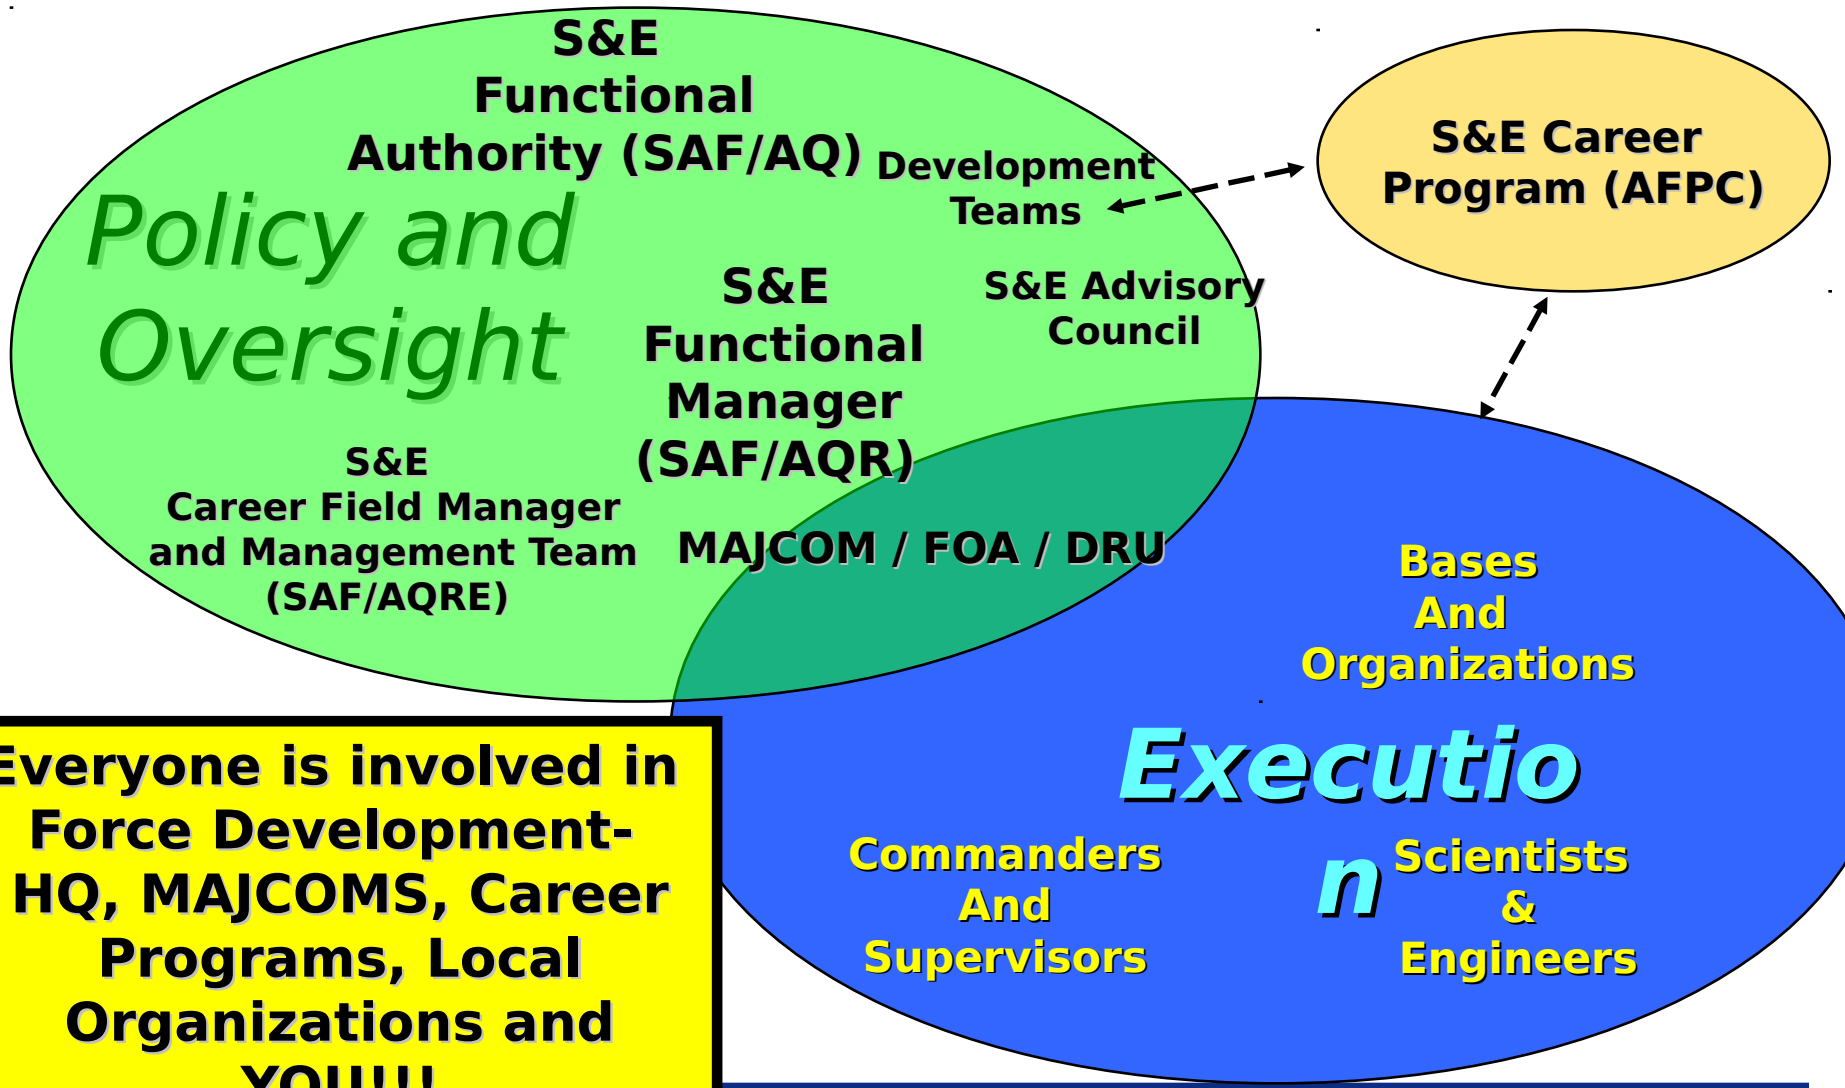 S&E
Functional
Authority (SAF/AQ)
Development
Teams
S&E Career
Program (AFPC)
Policy and
Oversight
S&E
Functional
Manager
(SAF/AQR)
S&E Advisory
Council
S&E
Career Field Manager
and Management Team
(SAF/AQRE)
MAJCOM / FOA / DRU
Bases
And
Organizations
Executio
n
Commanders
And
Supervisors
Scientists
&
Engineers
Everyone is involved in
Force Development-
HQ, MAJCOMS, Career
Programs, Local
Organizations and
YOU!!!!